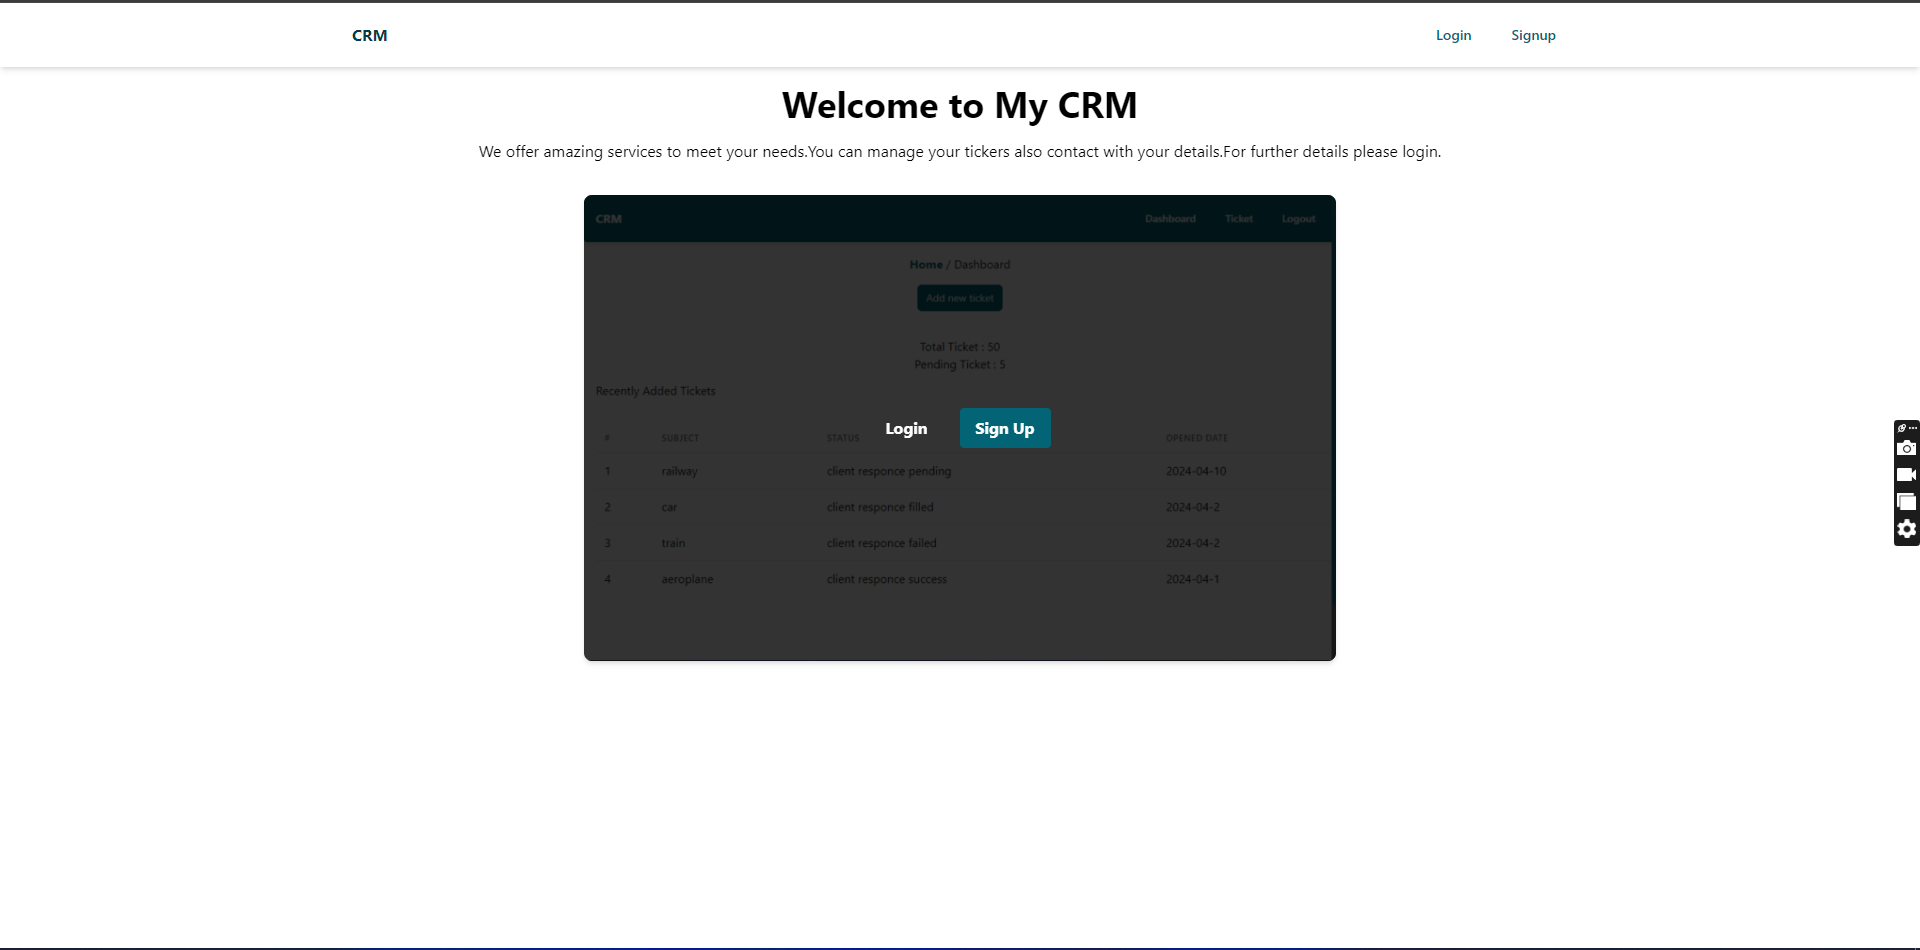 CRM Login Signup
Welcome to My CRM
We offer amazing services to meet your needs.You can manage your tickers also contact with your details.For further details please login.
CRM Dashboard Ticket Logout
Home / Dashboard
Add new ticket
Total Ticket : 50
Pending Ticket : 5
Recently Added Tickets
Login Sign Up
# SUBJECT STATUS OPENED DATE
1 railway client responce pending 2024-04-10
2 car client responce filled 2024-04-2
3 train client responce failed 2024-04-2
4 aeroplane client responce success 2024-04-1